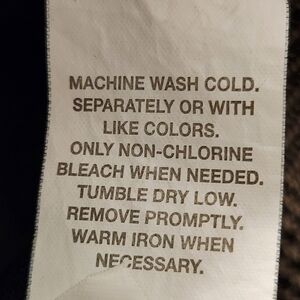 MACHINE WASH COLD.
SEPARATELY OR WITH
LIKE COLORS.
ONLY NON-CHLORINE
BLEACH WHEN NEEDED.
TUMBLE DRY LOW.
REMOVE PROMPTLY.
WARM IRON WHEN
NECESSARY.